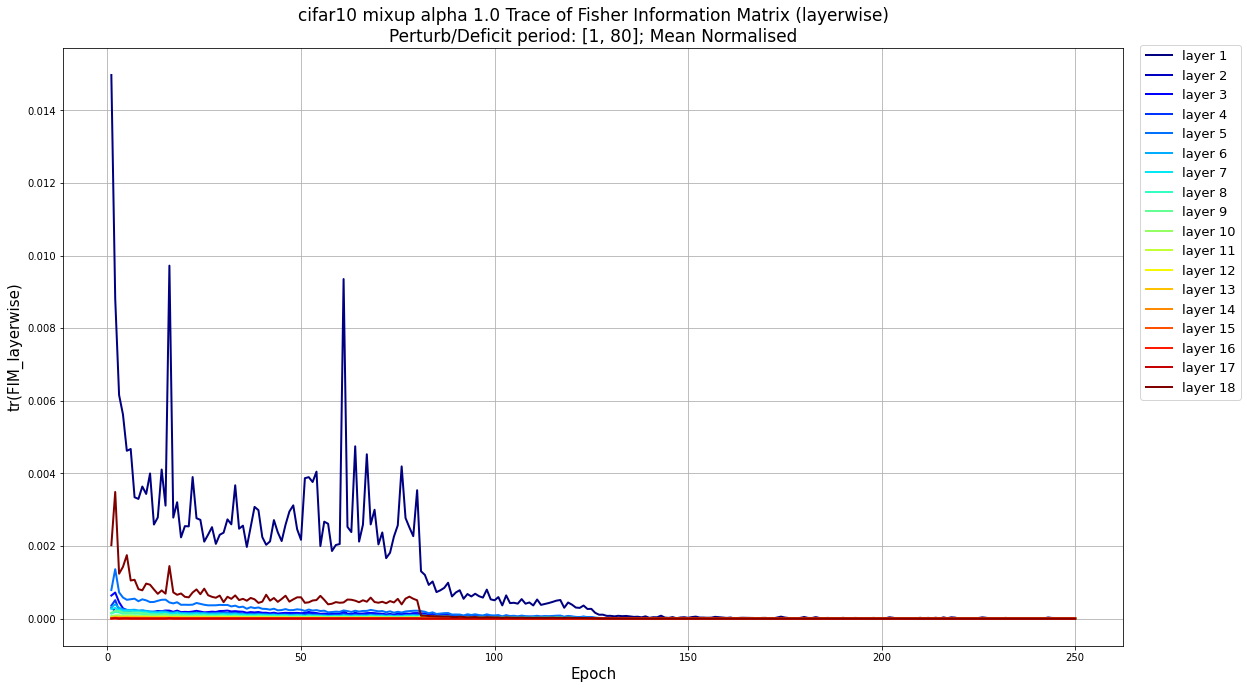 cifar10 mixup alpha 1.0 Trace of Fisher Information Matrix (layerwise)
Perturb/Deficit period: [1, 80]; Mean Normalised
tr(FIM_layerwise)
0.014
0.012
0.010
0.008
0.006
0.004
0.002
0.000
0
50
100
150
200
250
Epoch
layer 1
layer 2
layer 3
layer 4
layer 5
layer 6
layer 7
layer 8
layer 9
layer 10
layer 11
layer 12
layer 13
layer 14
layer 15
layer 16
layer 17
layer 18